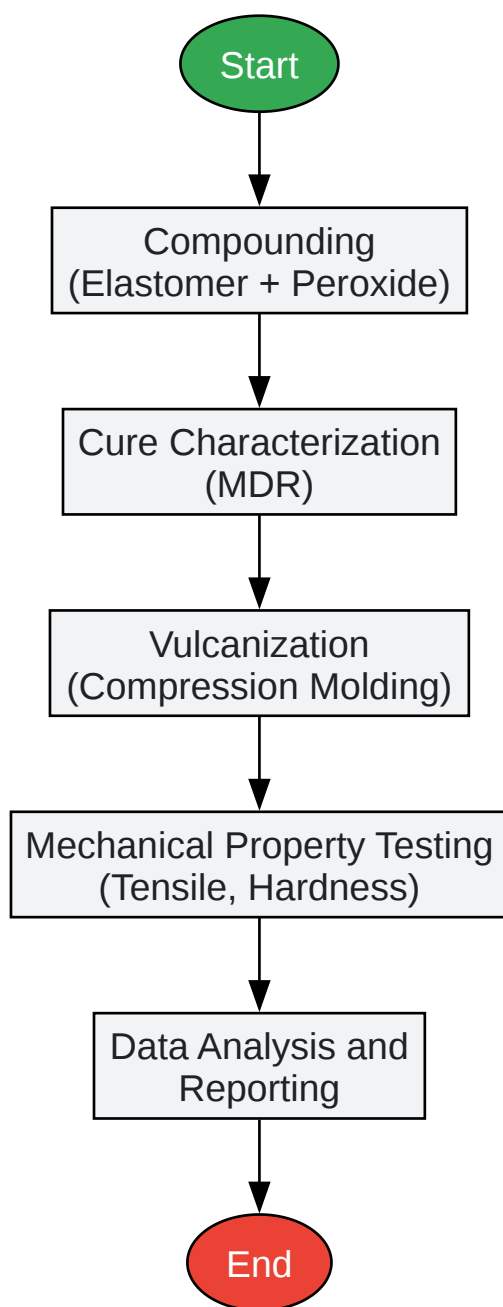 Start
Compounding
(Elastomer + Peroxide)
Cure Characterization
(MDR)
Vulcanization
(Compression Molding)
Mechanical Property Testing
(Tensile, Hardness)
Data Analysis and
Reporting
End